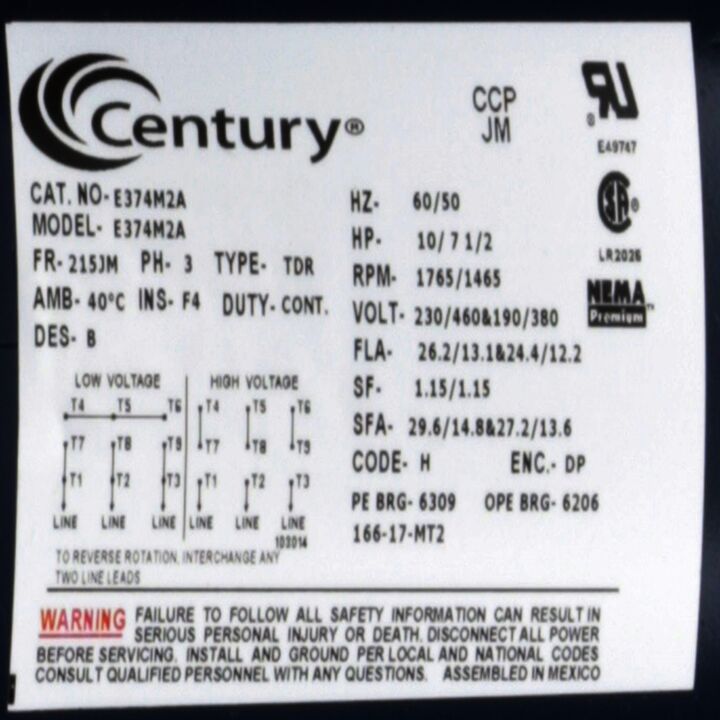 Century®
CCP
JM
E49747
CAT. NO- E374M2A
MODEL- E374M2A
FR- 215JM PH- 3 TYPE- TDR
AMB- 40°C INS- F4 DUTY- CONT.
DES- B
HZ- 60/50
HP- 10/ 7 1/2
RPM- 1765/1465
VOLT- 230/460&190/380
FLA- 26.2/13.1&24.4/12.2
SF- 1.15/1.15
SFA- 29.6/14.8&27.2/13.6
CODE- H ENC.- DP
PE BRG- 6309 OPE BRG- 6206
166-17-MT2
LR2025
NEMA
Premium™
LOW VOLTAGE HIGH VOLTAGE
T4 T5 T6 T4 T5 T6
T7 T8 T9 T7 T8 T9
T1 T2 T3 T1 T2 T3
LINE LINE LINE LINE LINE LINE
103014
TO REVERSE ROTATION, INTERCHANGE ANY
TWO LINE LEADS
WARNING FAILURE TO FOLLOW ALL SAFETY INFORMATION CAN RESULT IN
SERIOUS PERSONAL INJURY OR DEATH. DISCONNECT ALL POWER
BEFORE SERVICING. INSTALL AND GROUND PER LOCAL AND NATIONAL CODES
CONSULT QUALIFIED PERSONNEL WITH ANY QUESTIONS. ASSEMBLED IN MEXICO